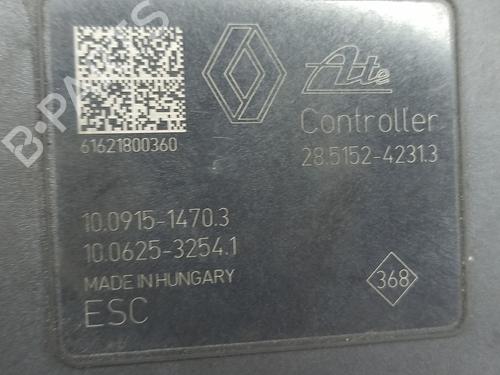 B-PARTS
Ate
61621800360
Controller
28.5152-4231.3
10.0915-1470.3
10.0625-3254.1
MADE IN HUNGARY
368
ESC